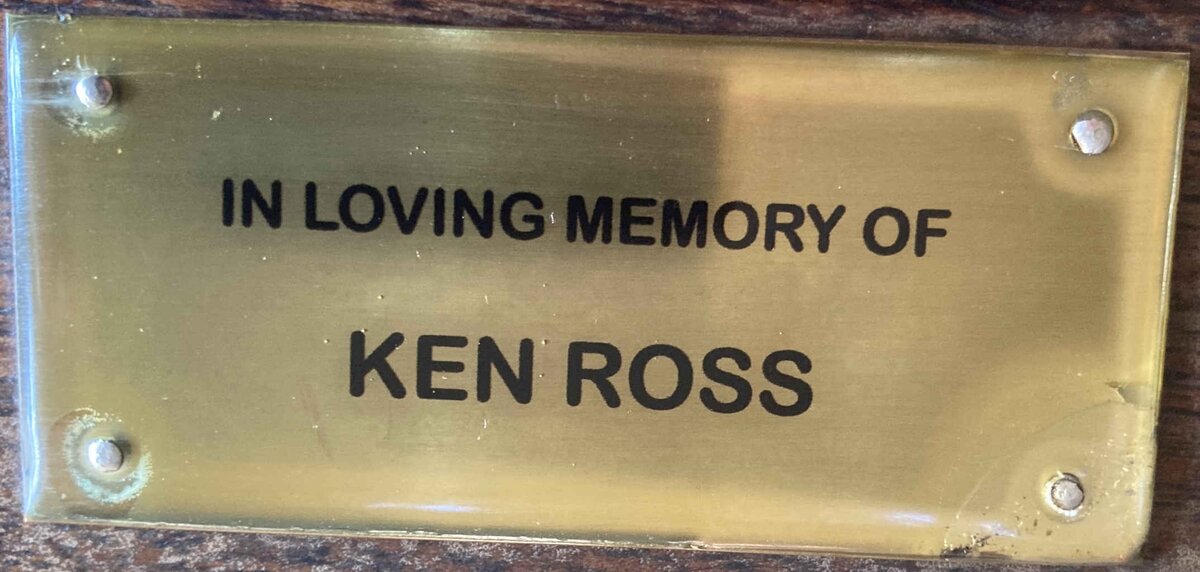 IN LOVING MEMORY OF
KEN ROSS